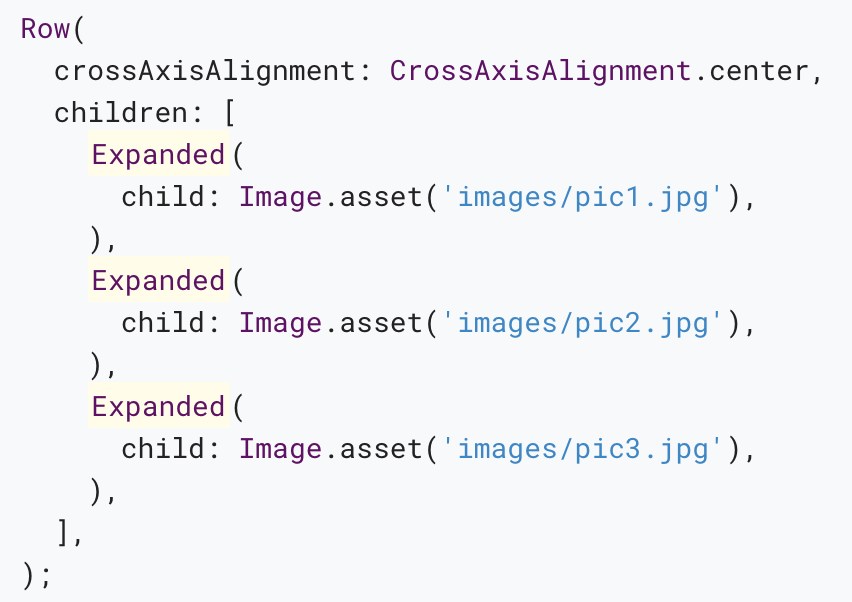 Row(
  crossAxisAlignment: CrossAxisAlignment.center,
  children: [
    Expanded(
      child: Image.asset('images/pic1.jpg'),
    ),
    Expanded(
      child: Image.asset('images/pic2.jpg'),
    ),
    Expanded(
      child: Image.asset('images/pic3.jpg'),
    ),
  ],
);